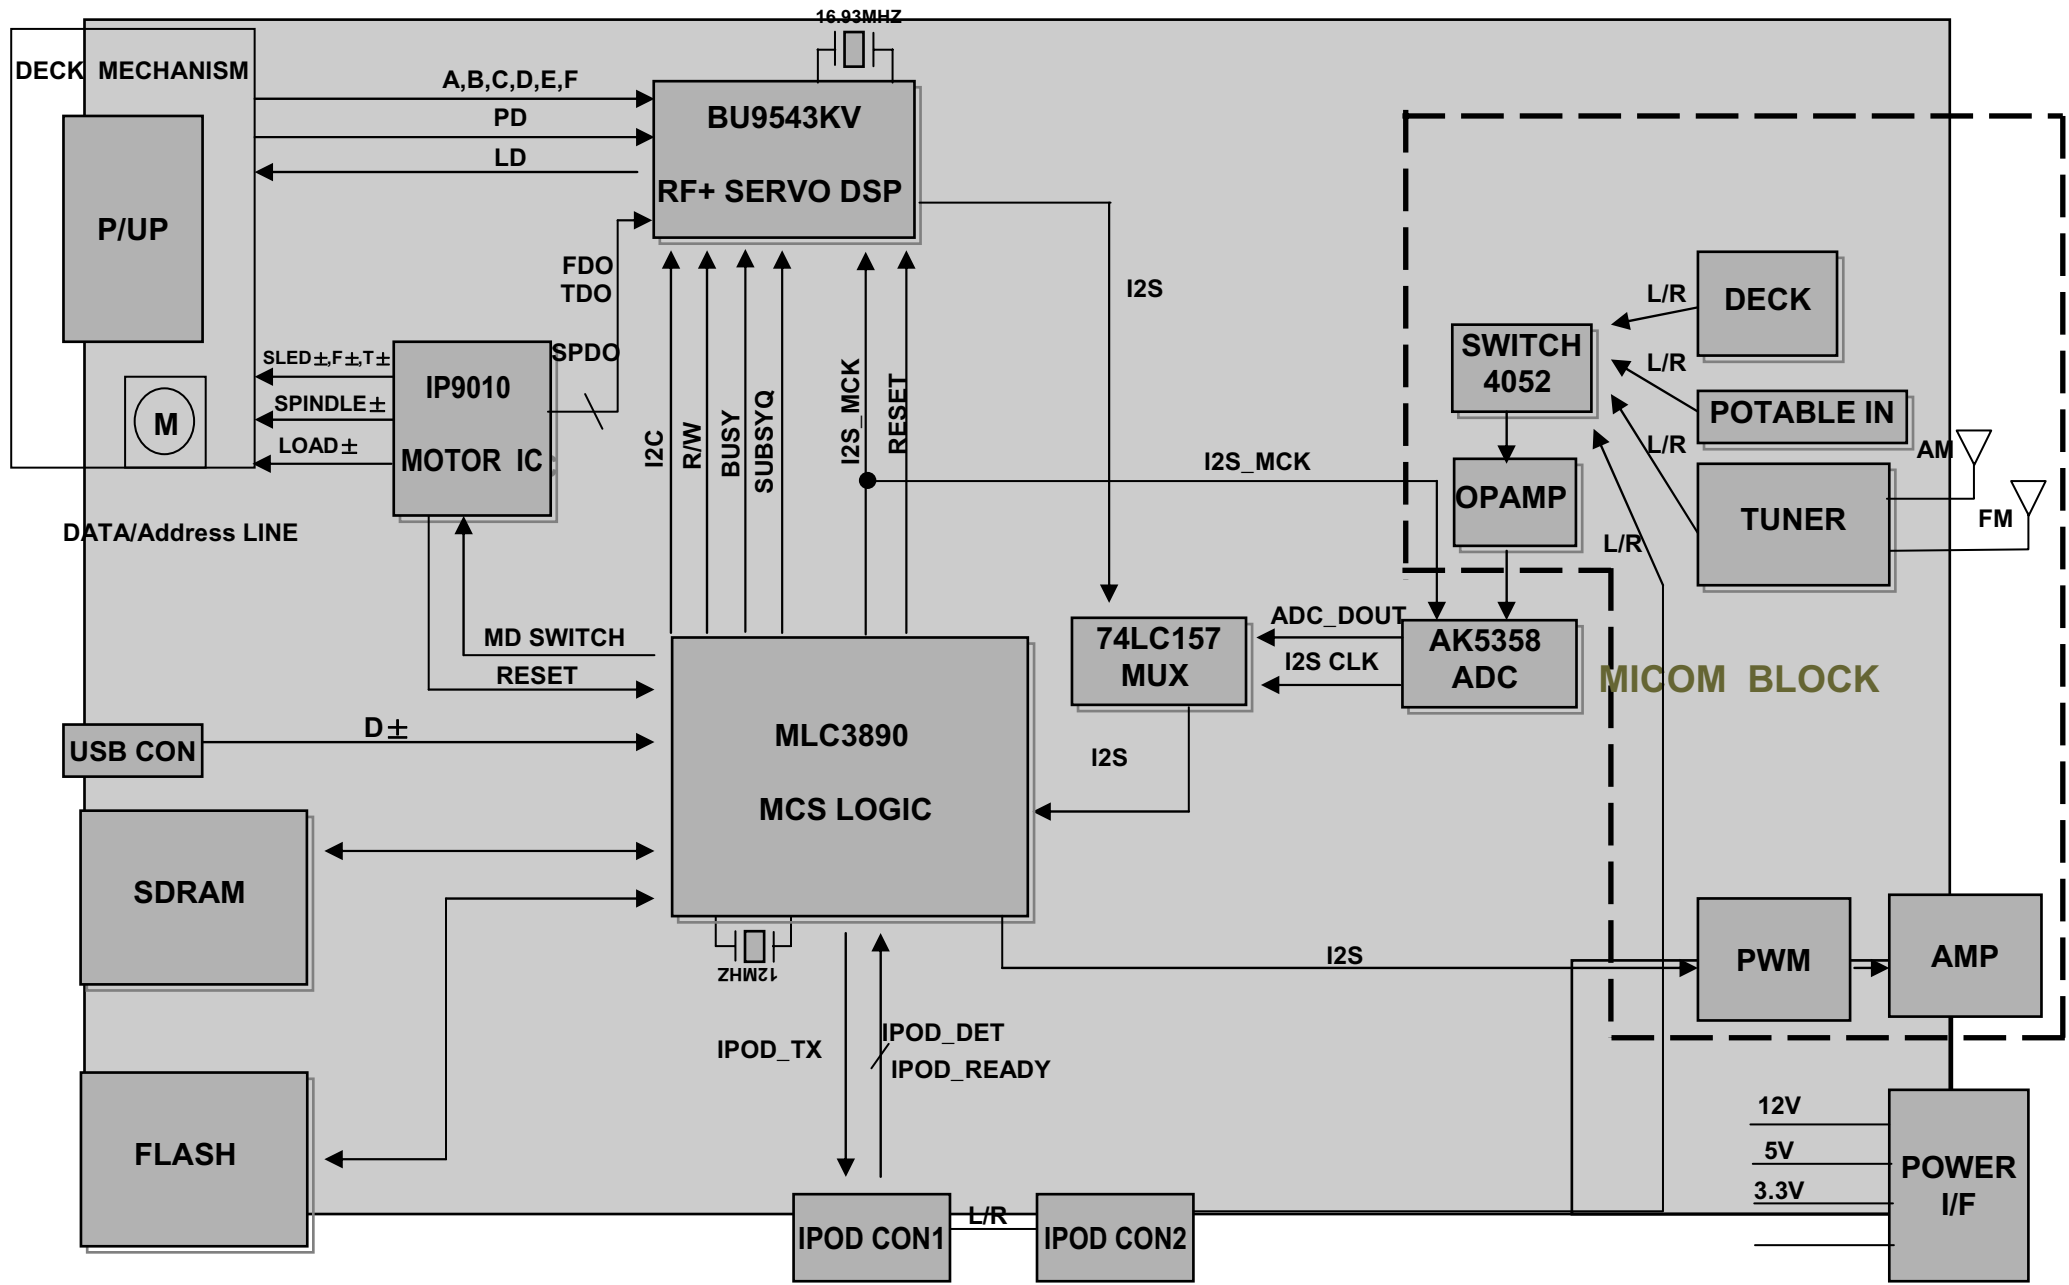 16.93MHZ
DECK MECHANISM
A,B,C,D,E,F
PD
LD
BU9543KV
RF+ SERVO DSP
P/UP
FDO
TDO
SPDO
SLED±,F±,T±
SPINDLE±
LOAD±
M
IP9010
MOTOR IC
I2C
R/W
BUSY
SUBSYQ
I2S_MCK
RESET
I2S
I2S_MCK
L/R
DECK
SWITCH
4052
L/R
POTABLE IN
L/R
AM
OPAMP
TUNER
FM
L/R
DATA/Address LINE
MD SWITCH
RESET
74LC157
MUX
ADC_DOUT
I2S CLK
AK5358
ADC
MICOM BLOCK
USB CON
D±
MLC3890
MCS LOGIC
I2S
SDRAM
12MHZ
I2S
PWM
AMP
IPOD_TX
IPOD_DET
IPOD_READY
FLASH
12V
5V
3.3V
POWER
I/F
IPOD CON1
L/R
IPOD CON2